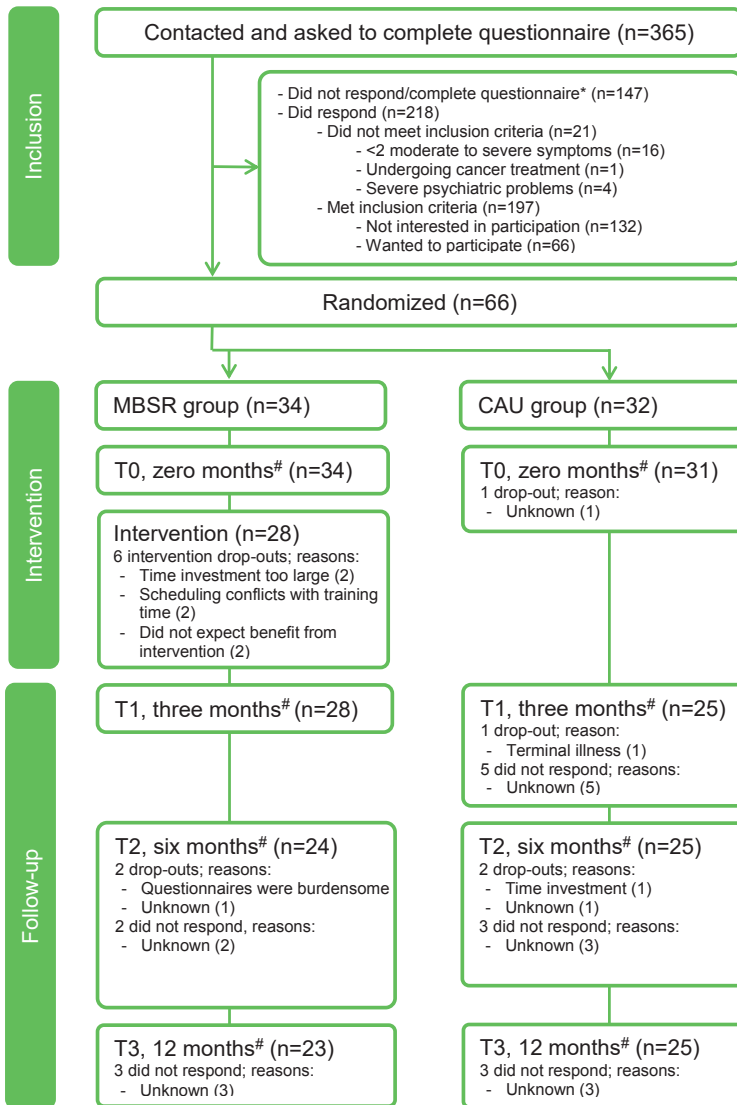 Inclusion
Contacted and asked to complete questionnaire (n=365)
- Did not respond/complete questionnaire* (n=147)
- Did respond (n=218)
- Did not meet inclusion criteria (n=21)
- <2 moderate to severe symptoms (n=16)
- Undergoing cancer treatment (n=1)
- Severe psychiatric problems (n=4)
- Met inclusion criteria (n=197)
- Not interested in participation (n=132)
- Wanted to participate (n=66)
Randomized (n=66)
Intervention
MBSR group (n=34)
CAU group (n=32)
T0, zero months# (n=34)
T0, zero months# (n=31)
1 drop-out; reason:
- Unknown (1)
Intervention (n=28)
6 intervention drop-outs; reasons:
- Time investment too large (2)
- Scheduling conflicts with training
time (2)
- Did not expect benefit from
intervention (2)
Follow-up
T1, three months# (n=28)
T1, three months# (n=25)
1 drop-out; reason:
- Terminal illness (1)
5 did not respond; reasons:
- Unknown (5)
T2, six months# (n=24)
2 drop-outs; reasons:
- Questionnaires were burdensome
- Unknown (1)
2 did not respond, reasons:
- Unknown (2)
T2, six months# (n=25)
2 drop-outs; reasons:
- Time investment (1)
- Unknown (1)
3 did not respond; reasons:
- Unknown (3)
T3, 12 months# (n=23)
3 did not respond; reasons:
- Unknown (3)
T3, 12 months# (n=25)
3 did not respond; reasons:
- Unknown (3)